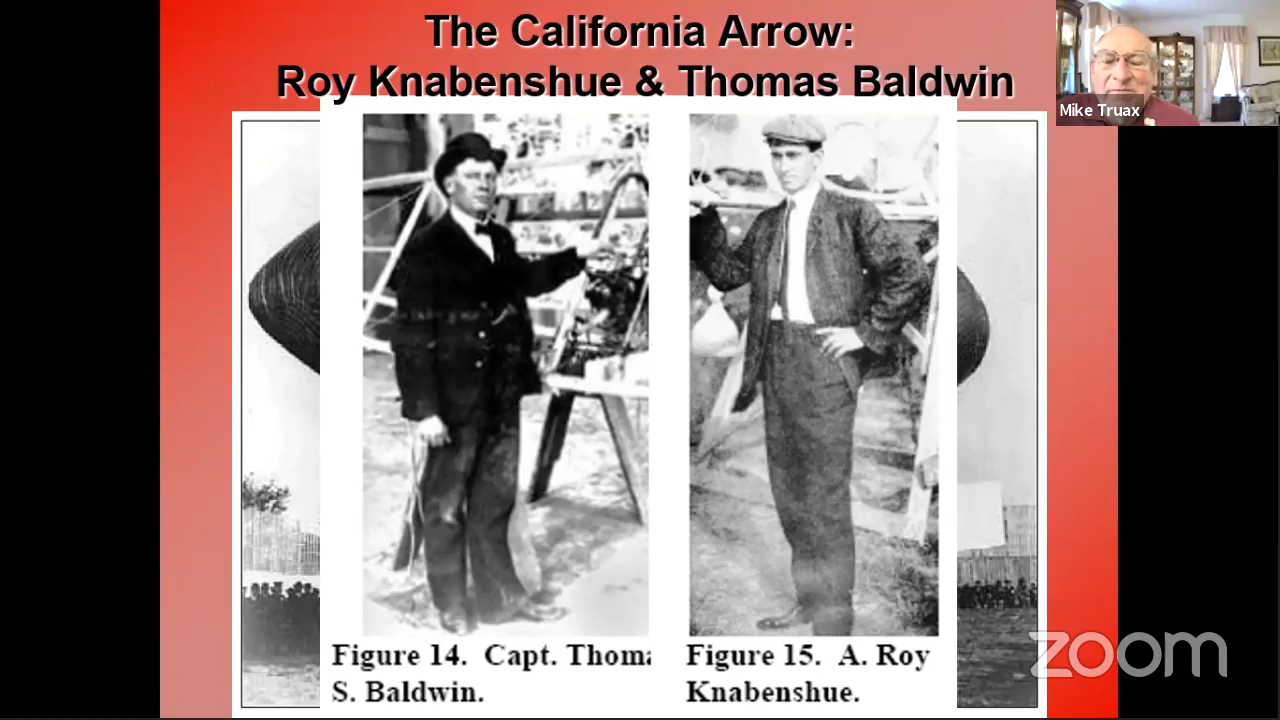 The California Arrow:
Roy Knabenshue & Thomas Baldwin
Mike Truax
Figure 14. Capt. Thoma
S. Baldwin.
Figure 15. A. Roy
Knabenshue.
zoom